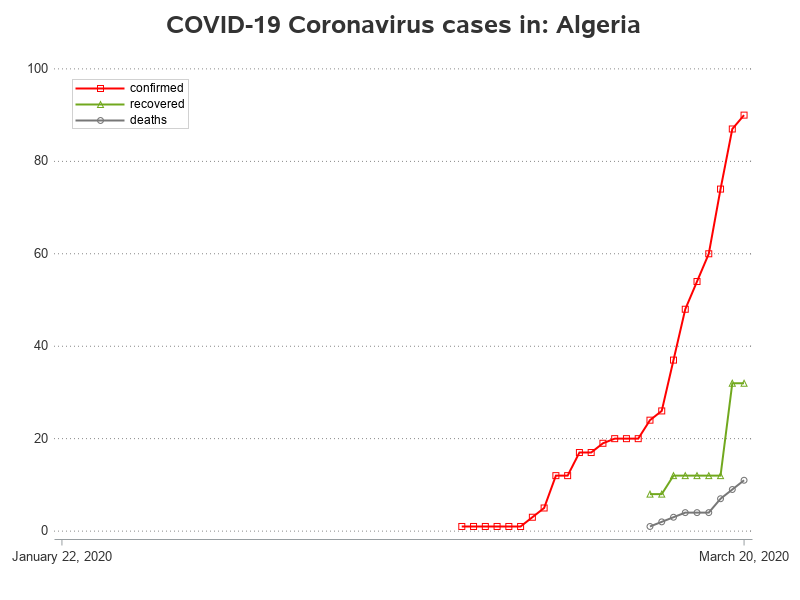 COVID-19 Coronavirus cases in: Algeria
100
confirmed
recovered
deaths
80
60
40
20
0
January 22, 2020
March 20, 2020